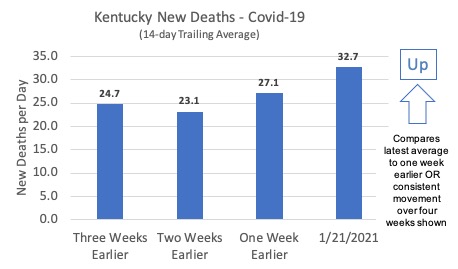 Kentucky New Deaths - Covid-19
(14-day Trailing Average)
New Deaths per Day
35.0
30.0
25.0
20.0
15.0
10.0
5.0
0.0
24.7
23.1
27.1
32.7
Three Weeks
Earlier
Two Weeks
Earlier
One Week
Earlier
1/21/2021
Up
Compares
latest average
to one week
earlier OR
consistent
movement
over four
weeks shown